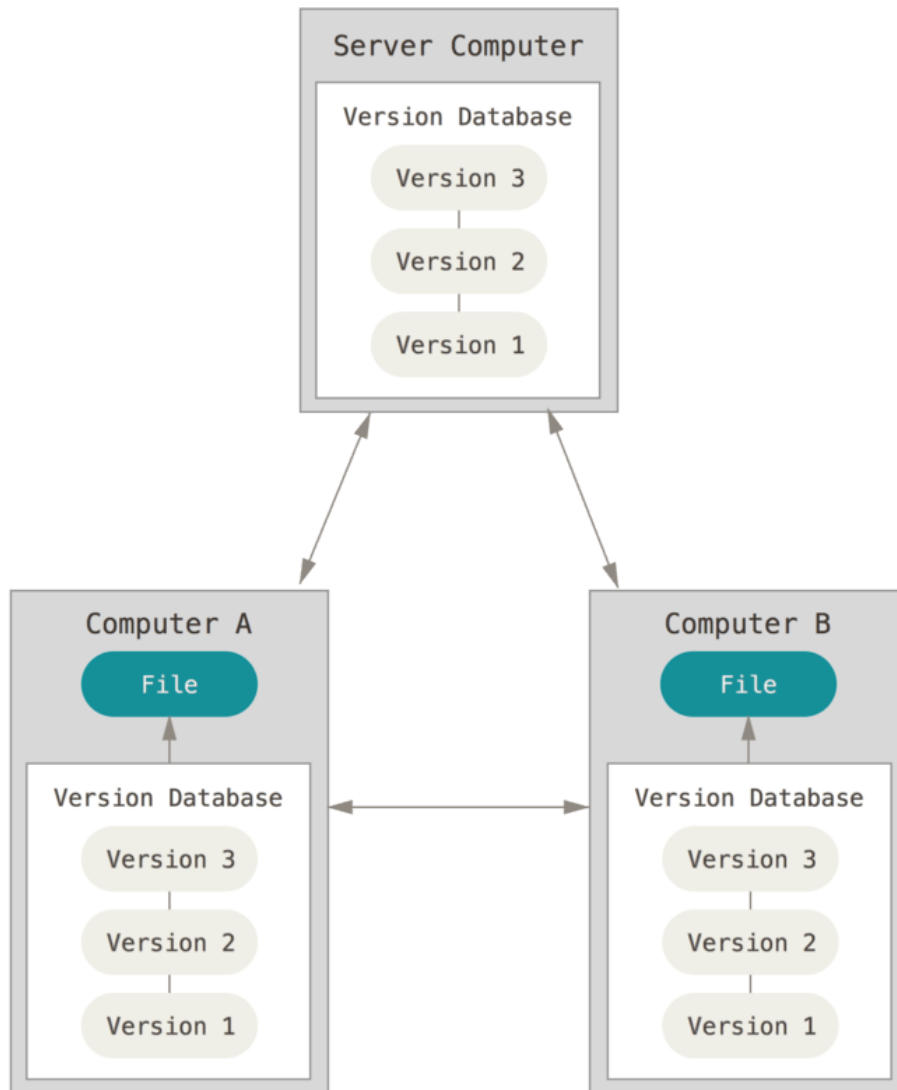 Server Computer
Version Database
Version 3
Version 2
Version 1
Computer A
File
Version Database
Version 3
Version 2
Version 1
Computer B
File
Version Database
Version 3
Version 2
Version 1